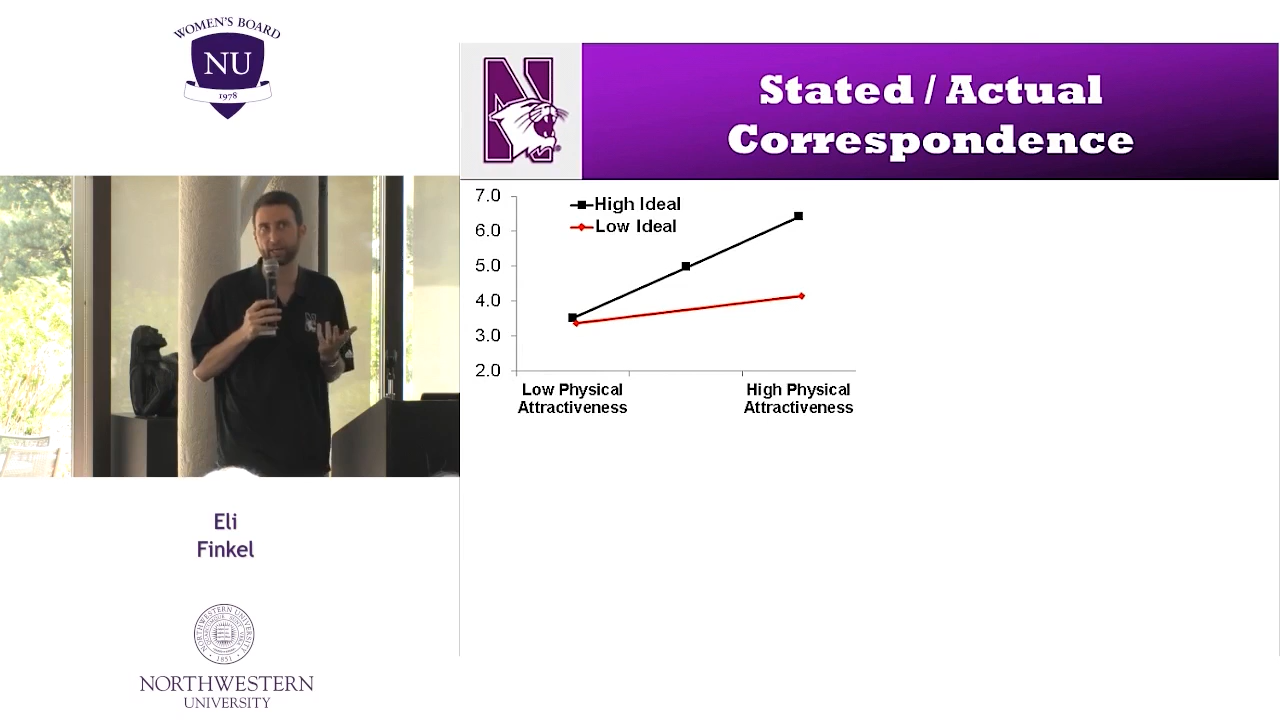 WOMEN'S BOARD
NU
1978
Stated / Actual
Correspondence
7.0
High Ideal
Low Ideal
6.0
5.0
4.0
3.0
2.0
Low Physical
Attractiveness
High Physical
Attractiveness
Eli
Finkel
1851
NORTHWESTERN
UNIVERSITY